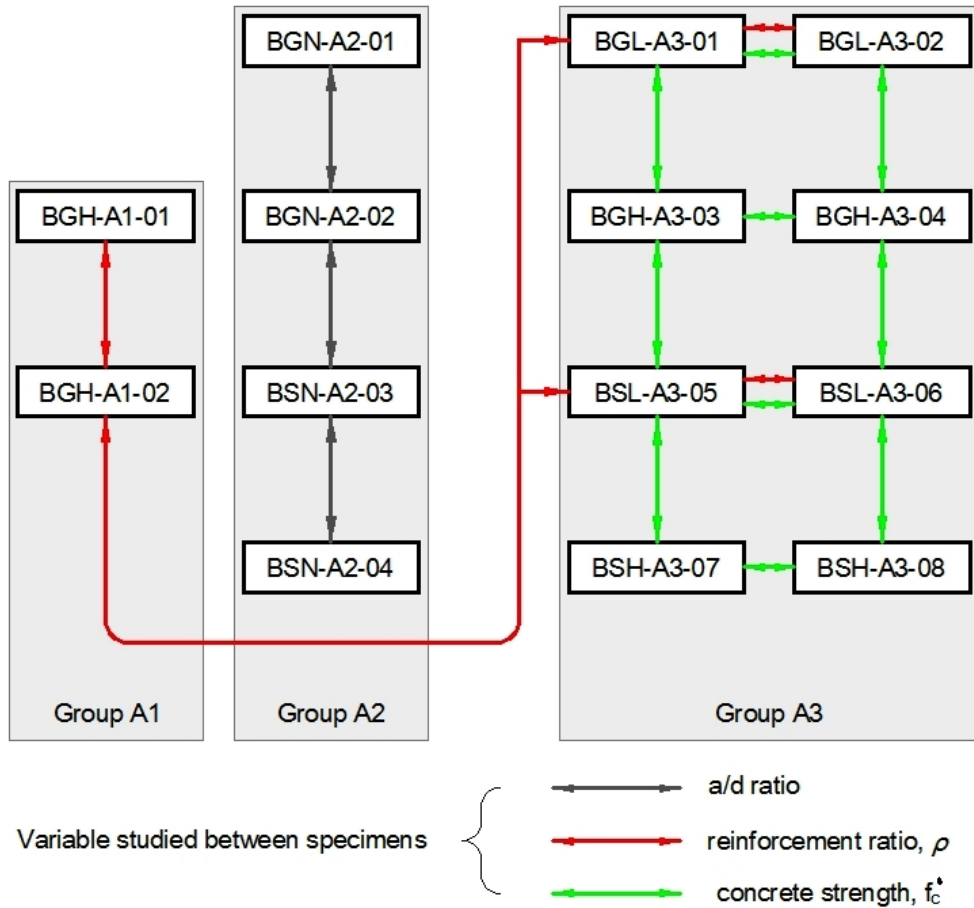 BGN-A2-01
BGL-A3-01
BGL-A3-02
BGH-A1-01
BGN-A2-02
BGH-A3-03
BGH-A3-04
BGH-A1-02
BSN-A2-03
BSL-A3-05
BSL-A3-06
BSN-A2-04
BSH-A3-07
BSH-A3-08
Group A1
Group A2
Group A3
a/d ratio
Variable studied between specimens
reinforcement ratio, ρ
concrete strength, f'c